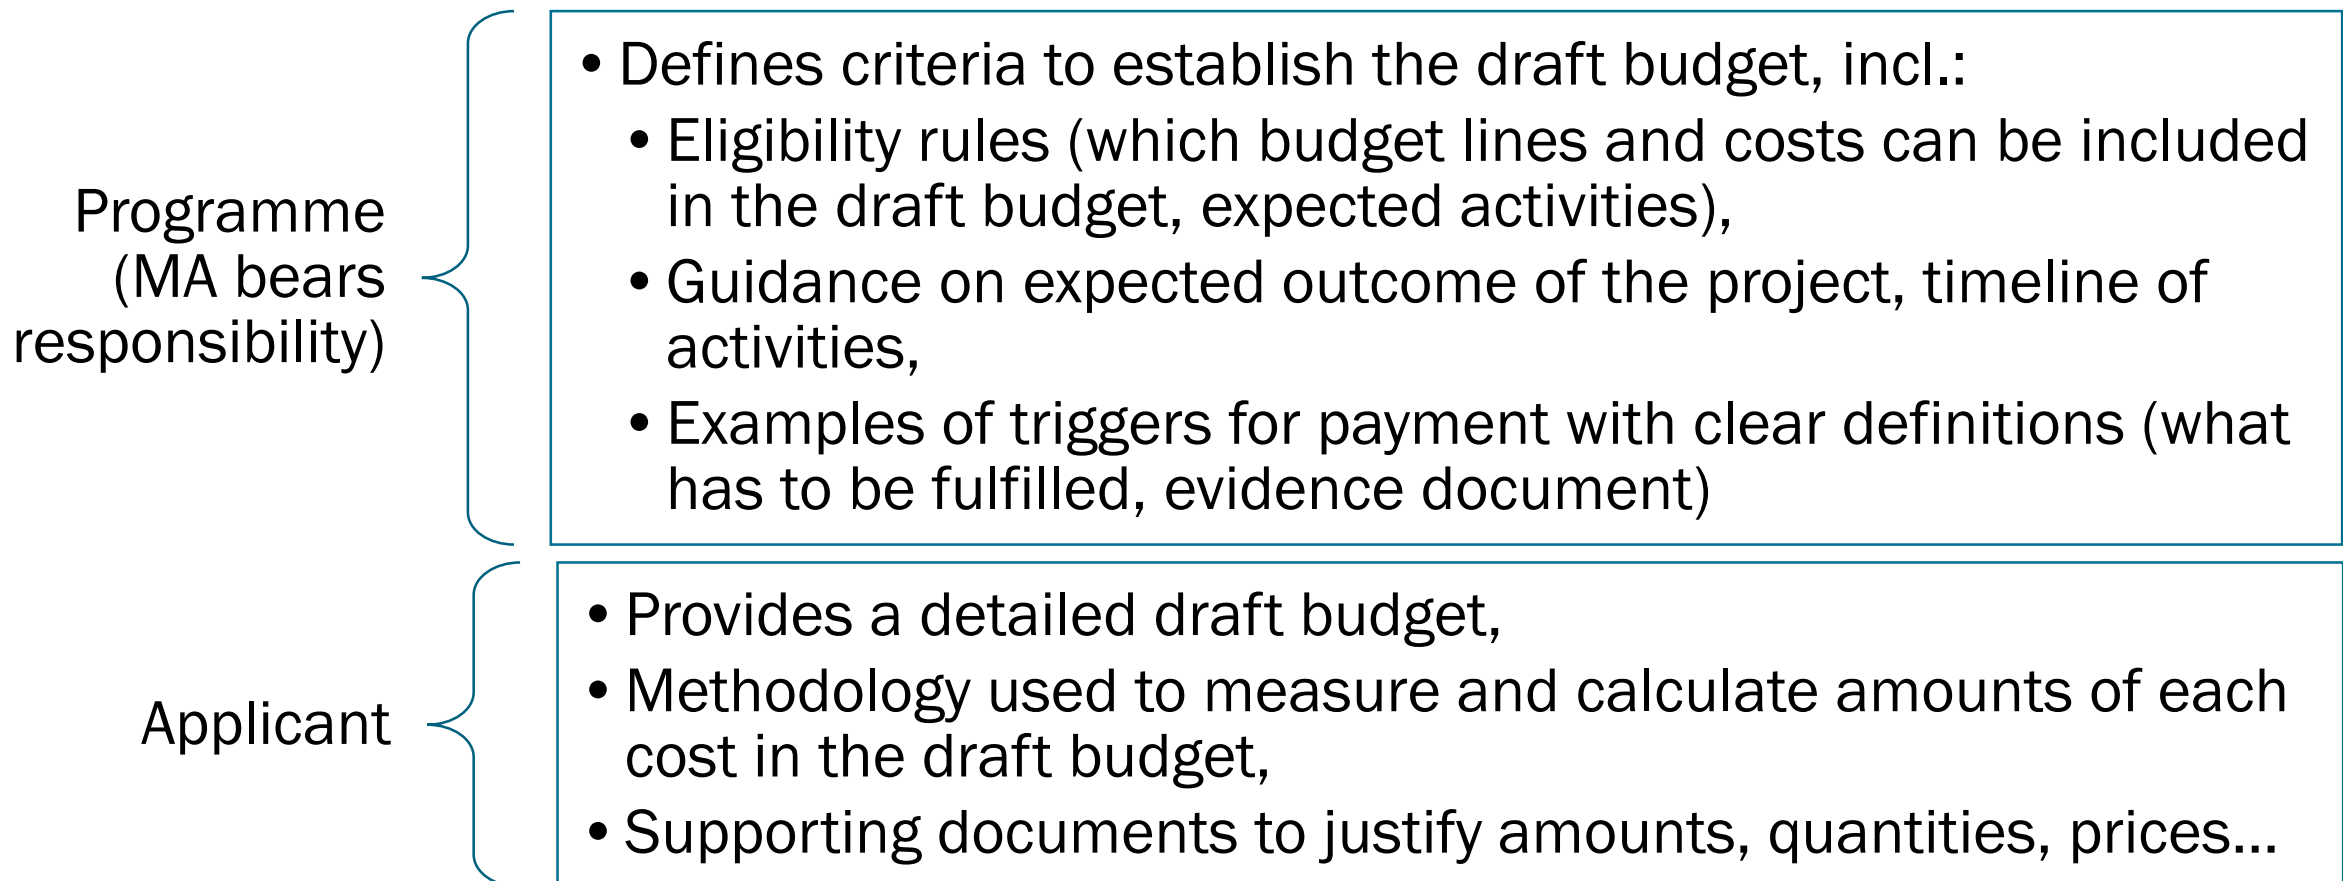 Programme
(MA bears
responsibility)
• Defines criteria to establish the draft budget, incl.:
• Eligibility rules (which budget lines and costs can be included
in the draft budget, expected activities),
• Guidance on expected outcome of the project, timeline of
activities,
• Examples of triggers for payment with clear definitions (what
has to be fulfilled, evidence document)
Applicant
• Provides a detailed draft budget,
• Methodology used to measure and calculate amounts of each
cost in the draft budget,
• Supporting documents to justify amounts, quantities, prices...